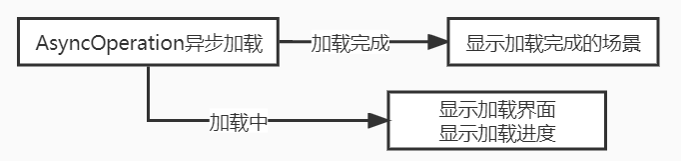 AsyncOperation异步加载
加载完成
显示加载完成的场景
加载中
显示加载界面
显示加载进度